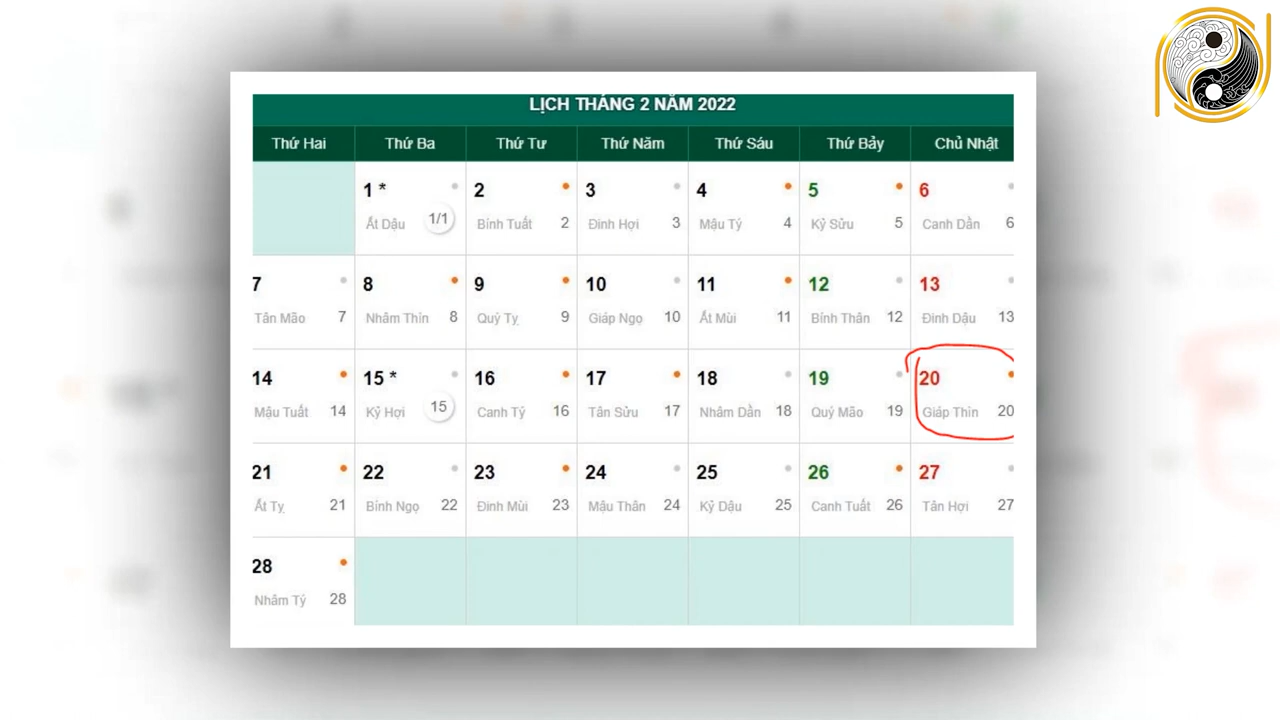 LỊCH THÁNG 2 NĂM 2022
Thứ Hai Thứ Ba Thứ Tư Thứ Năm Thứ Sáu Thứ Bảy Chủ Nhật
1 * 2 3 4 5 6
Ất Dậu 1/1 Bính Tuất 2 Đinh Hợi 3 Mậu Tý 4 Kỷ Sửu 5 Canh Dần 6
7 8 9 10 11 12 13
Tân Mão 7 Nhâm Thìn 8 Quý Tỵ 9 Giáp Ngọ 10 Ất Mùi 11 Bính Thân 12 Đinh Dậu 13
14 15 * 16 17 18 19 20
Mậu Tuất 14 Kỷ Hợi 15 Canh Tý 16 Tân Sửu 17 Nhâm Dần 18 Quý Mão 19 Giáp Thìn 20
21 22 23 24 25 26 27
Ất Tỵ 21 Bính Ngọ 22 Đinh Mùi 23 Mậu Thân 24 Kỷ Dậu 25 Canh Tuất 26 Tân Hợi 27
28
Nhâm Tý 28